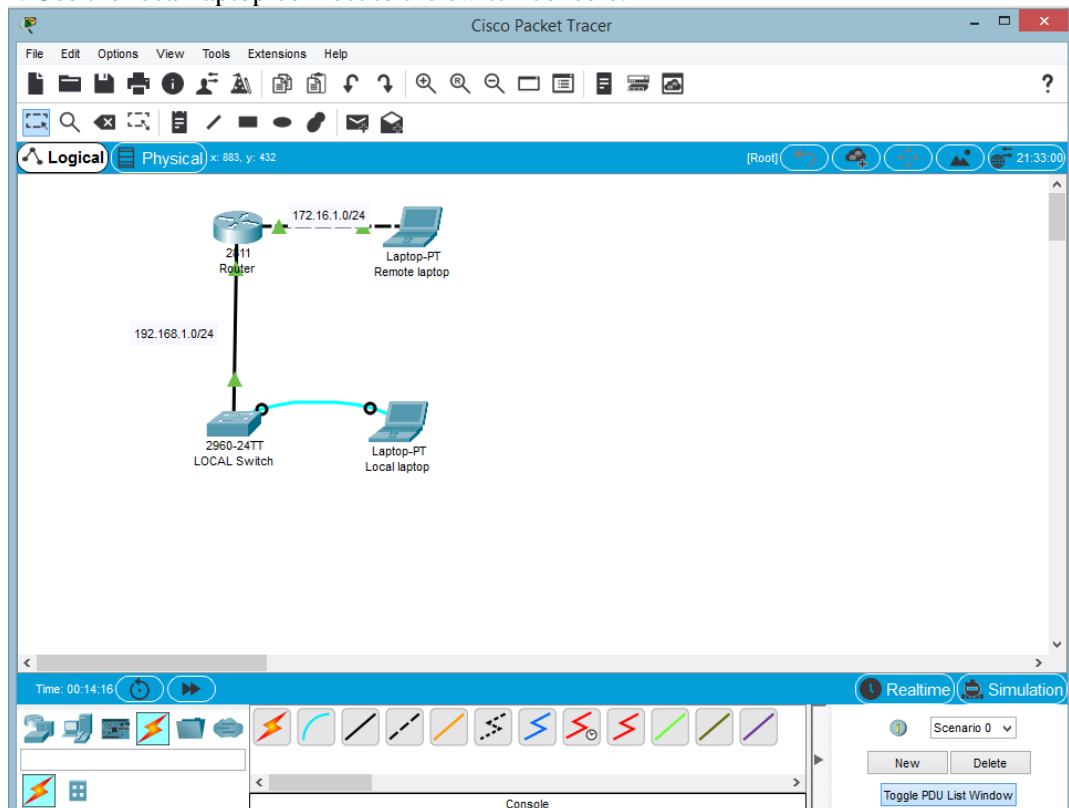 Cisco Packet Tracer
File Edit Options View Tools Extensions Help
?
Logical Physical x: 883, y: 432 [Root] 21:33:00
172.16.1.0/24
2811
Router
Laptop-PT
Remote laptop
192.168.1.0/24
2960-24TT
LOCAL Switch
Laptop-PT
Local laptop
Time: 00:14:16 Realtime Simulation
Scenario 0
New Delete
Toggle PDU List Window
Console